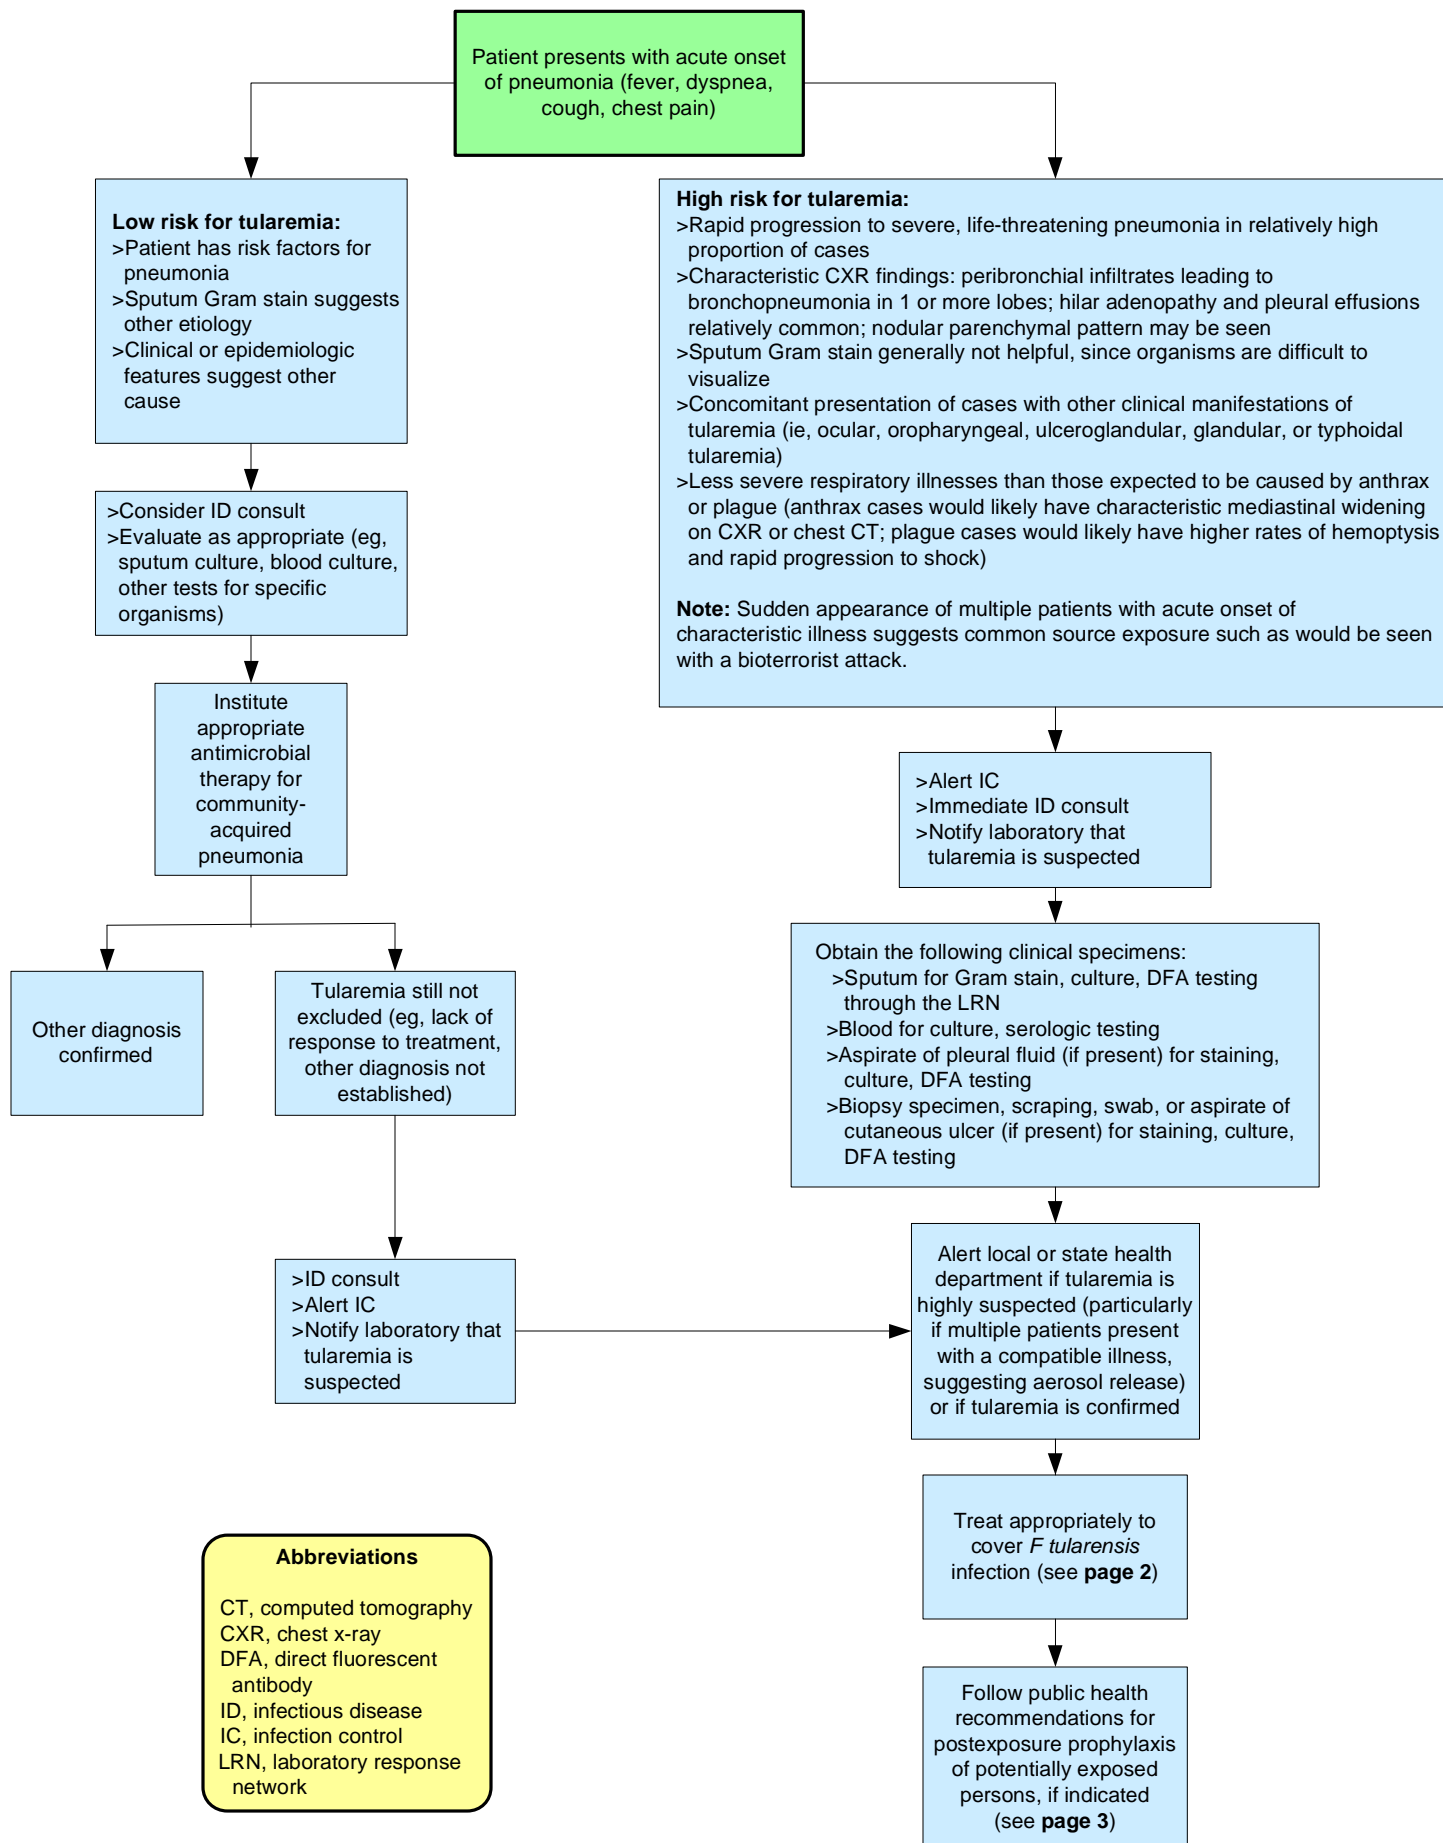 Patient presents with acute onset
of pneumonia (fever, dyspnea,
cough, chest pain)
Low risk for tularemia:
>Patient has risk factors for
pneumonia
>Sputum Gram stain suggests
other etiology
>Clinical or epidemiologic
features suggest other
cause
>Consider ID consult
>Evaluate as appropriate (eg,
sputum culture, blood culture,
other tests for specific
organisms)
Institute
appropriate
antimicrobial
therapy for
community-
acquired
pneumonia
Other diagnosis
confirmed
Tularemia still not
excluded (eg, lack of
response to treatment,
other diagnosis not
established)
>ID consult
>Alert IC
>Notify laboratory that
tularemia is
suspected
High risk for tularemia:
>Rapid progression to severe, life-threatening pneumonia in relatively high
proportion of cases
>Characteristic CXR findings: peribronchial infiltrates leading to
bronchopneumonia in 1 or more lobes; hilar adenopathy and pleural effusions
relatively common; nodular parenchymal pattern may be seen
>Sputum Gram stain generally not helpful, since organisms are difficult to
visualize
>Concomitant presentation of cases with other clinical manifestations of
tularemia (ie, ocular, oropharyngeal, ulceroglandular, glandular, or typhoidal
tularemia)
>Less severe respiratory illnesses than those expected to be caused by anthrax
or plague (anthrax cases would likely have characteristic mediastinal widening
on CXR or chest CT; plague cases would likely have higher rates of hemoptysis
and rapid progression to shock)
Note: Sudden appearance of multiple patients with acute onset of
characteristic illness suggests common source exposure such as would be seen
with a bioterrorist attack.
>Alert IC
>Immediate ID consult
>Notify laboratory that
tularemia is suspected
Obtain the following clinical specimens:
>Sputum for Gram stain, culture, DFA testing
through the LRN
>Blood for culture, serologic testing
>Aspirate of pleural fluid (if present) for staining,
culture, DFA testing
>Biopsy specimen, scraping, swab, or aspirate of
cutaneous ulcer (if present) for staining, culture,
DFA testing
Alert local or state health
department if tularemia is
highly suspected (particularly
if multiple patients present
with a compatible illness,
suggesting aerosol release)
or if tularemia is confirmed
Treat appropriately to
cover F tularensis
infection (see page 2)
Follow public health
recommendations for
postexposure prophylaxis
of potentially exposed
persons, if indicated
(see page 3)
Abbreviations
CT, computed tomography
CXR, chest x-ray
DFA, direct fluorescent
antibody
ID, infectious disease
IC, infection control
LRN, laboratory response
network